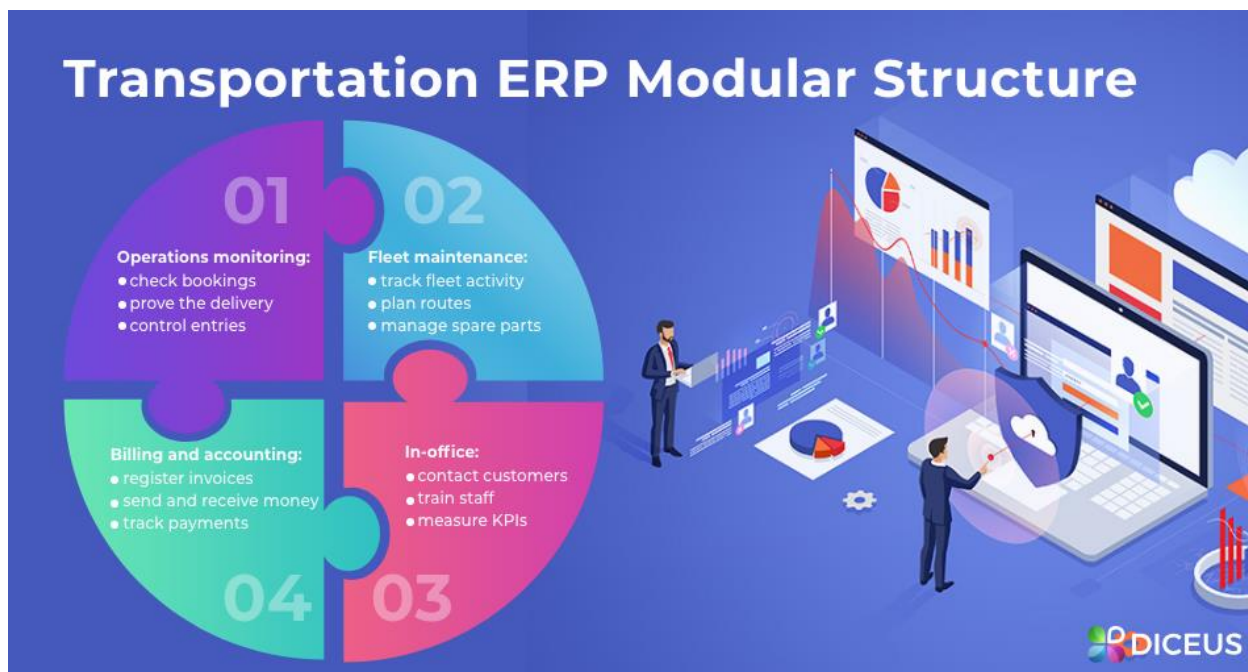 Transportation ERP Modular Structure
01
Operations monitoring:
check bookings
prove the delivery
control entries
02
Fleet maintenance:
track fleet activity
plan routes
manage spare parts
In-office:
contact customers
train staff
measure KPIs
03
Billing and accounting:
register invoices
send and receive money
track payments
04
DICEUS